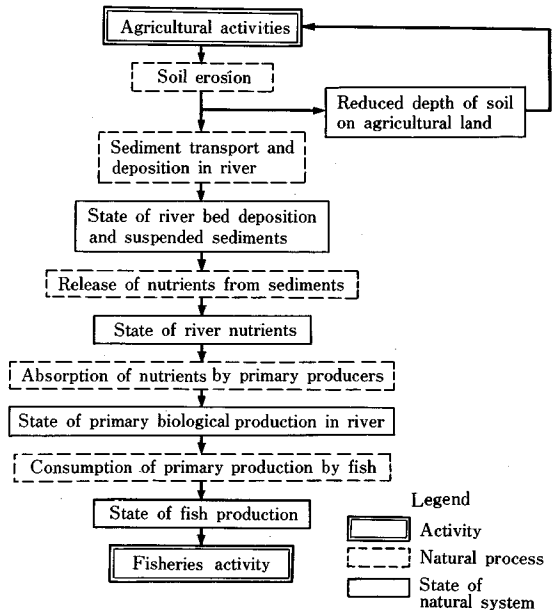 Agricultural activities
Soil erosion
Reduced depth of soil
on agricultural land
Sediment transport and
deposition in river
State of river bed deposition
and suspended sediments
Release of nutrients from sediments
State of river nutrients
Absorption of nutrients by primary producers
State of primary biological production in river
Consumption of primary production by fish
State of fish production
Fisheries activity
Legend
Activity
Natural process
State of
natural system